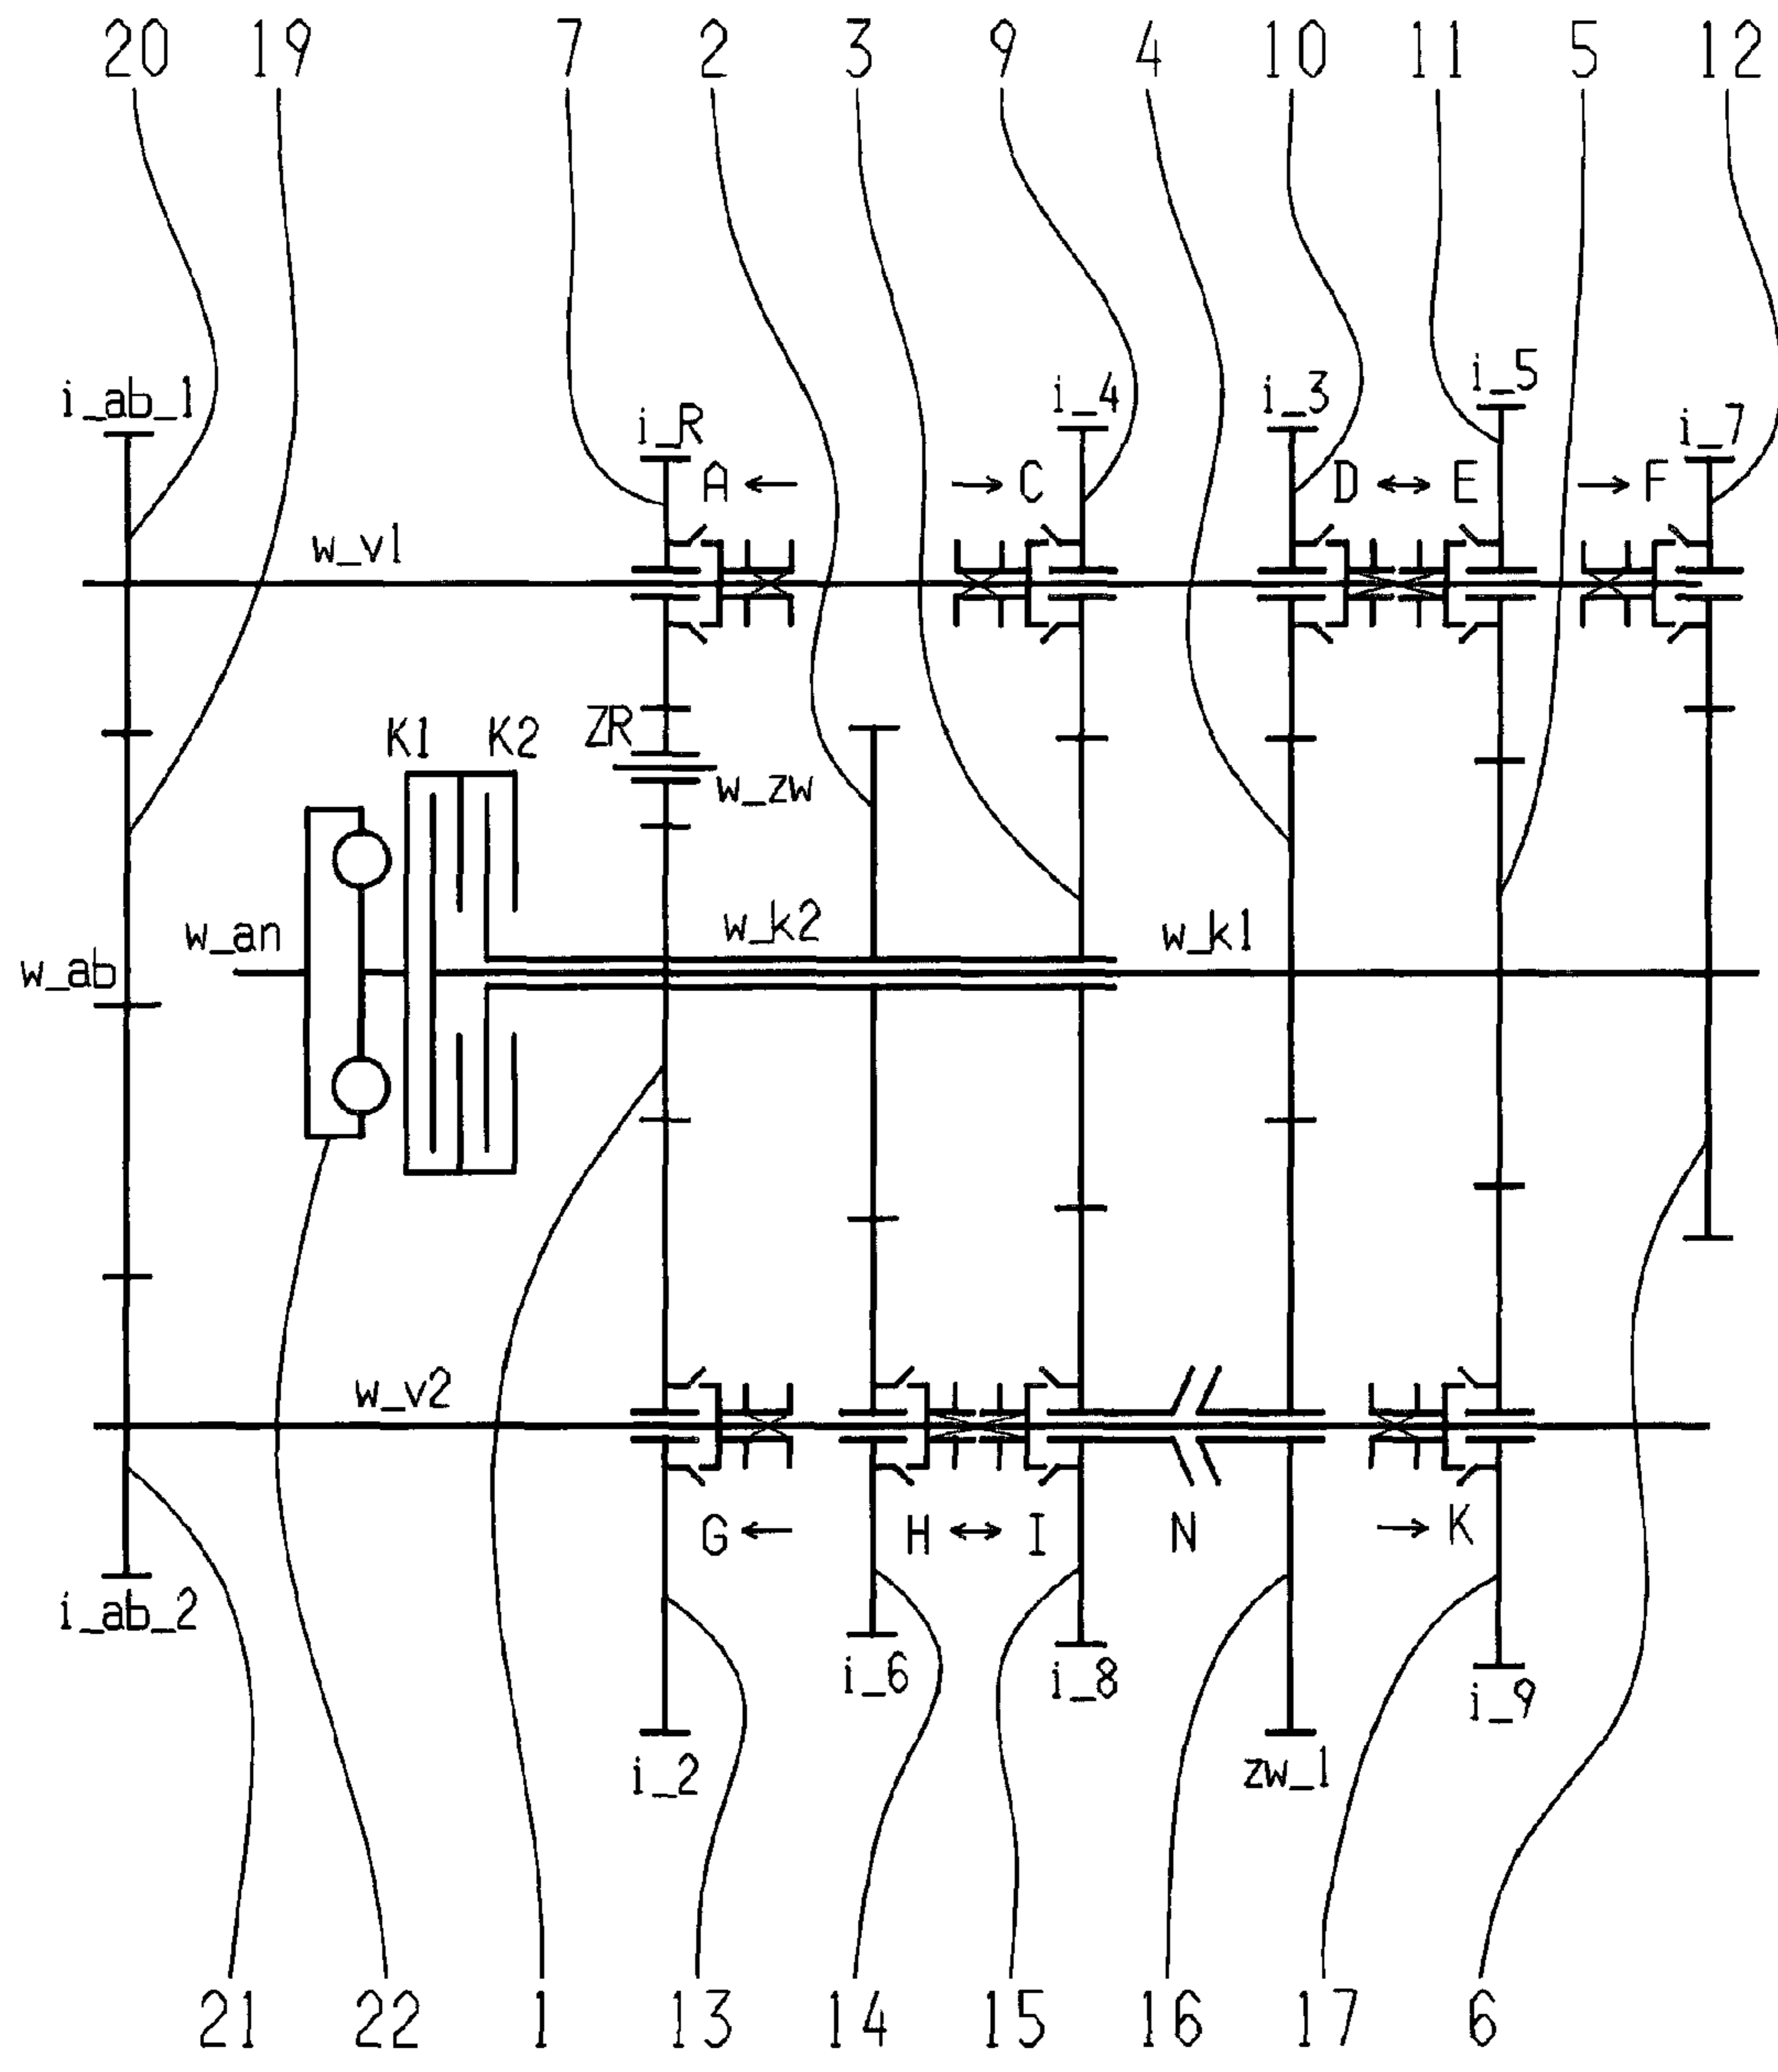 20 19 7 2 3 9 4 10 11 5 12
i_ab_1 i_R i_4 i_3 i_5 i_7
A C D E F
w_v1
ZR K1 K2
w_zw
w_an w_k2 w_k1
w_ab
w_v2
G H I N K
i_ab_2 i_6 i_8 i_9
i_2 zw_1
21 22 1 13 14 15 16 17 6